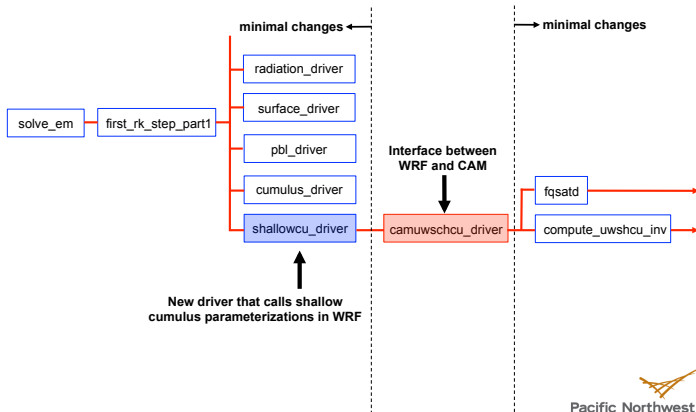 minimal changes
minimal changes
radiation_driver
surface_driver
solve_em
first_rk_step_part1
pbl_driver
Interface between
WRF and CAM
cumulus_driver
fqsatd
shallowcu_driver
camuwschcu_driver
compute_uwshcu_inv
New driver that calls shallow
cumulus parameterizations in WRF
Pacific Northwest